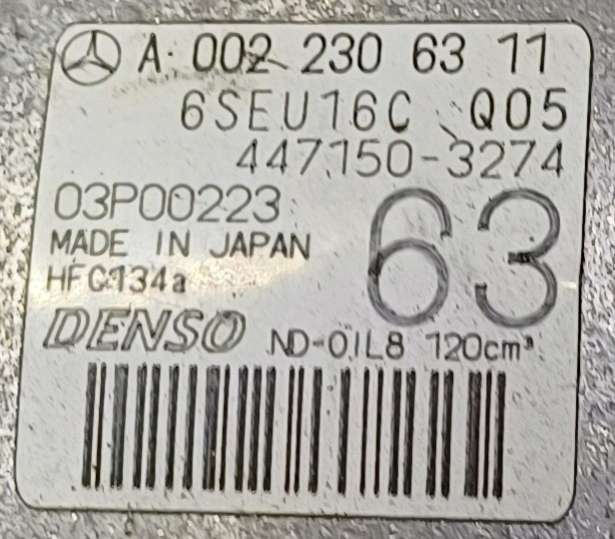 A 002 230 63 11
6SEU16C Q05
447150-3274
03P00223
63
MADE IN JAPAN
HFC134a
DENSO ND-OIL8 120cm³